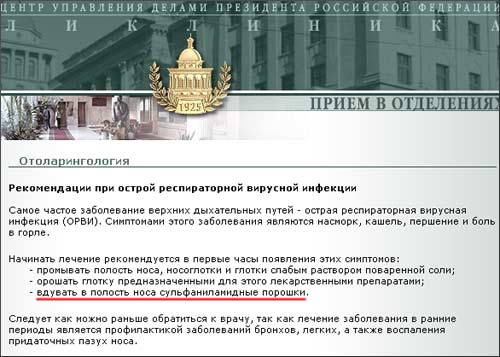 ЦЕНТР УПРАВЛЕНИЯ ДЕЛАМИ ПРЕЗИДЕНТА РОССИЙСКОЙ ФЕДЕРАЦИИ
ЛИКЛИНИКА
1925
ПРИЕМ В ОТДЕЛЕНИЯХ
Отоларингология
Рекомендации при острой респираторной вирусной инфекции
Самое частое заболевание верхних дыхательных путей - острая респираторная вирусная
инфекция (ОРВИ). Симптомами этого заболевания являются насморк, кашель, першение и боль
в горле.
Начинать лечение рекомендуется в первые часы появления этих симптомов:
- промывать полость носа, носоглотки и глотки слабым раствором поваренной соли;
- орошать глотку предназначенными для этого лекарственными препаратами;
- вдувать в полость носа сульфаниламидные порошки.
Следует как можно раньше обратиться к врачу, так как лечение заболевания в ранние
периоды является профилактикой заболеваний бронхов, легких, а также воспаления
придаточных пазух носа.